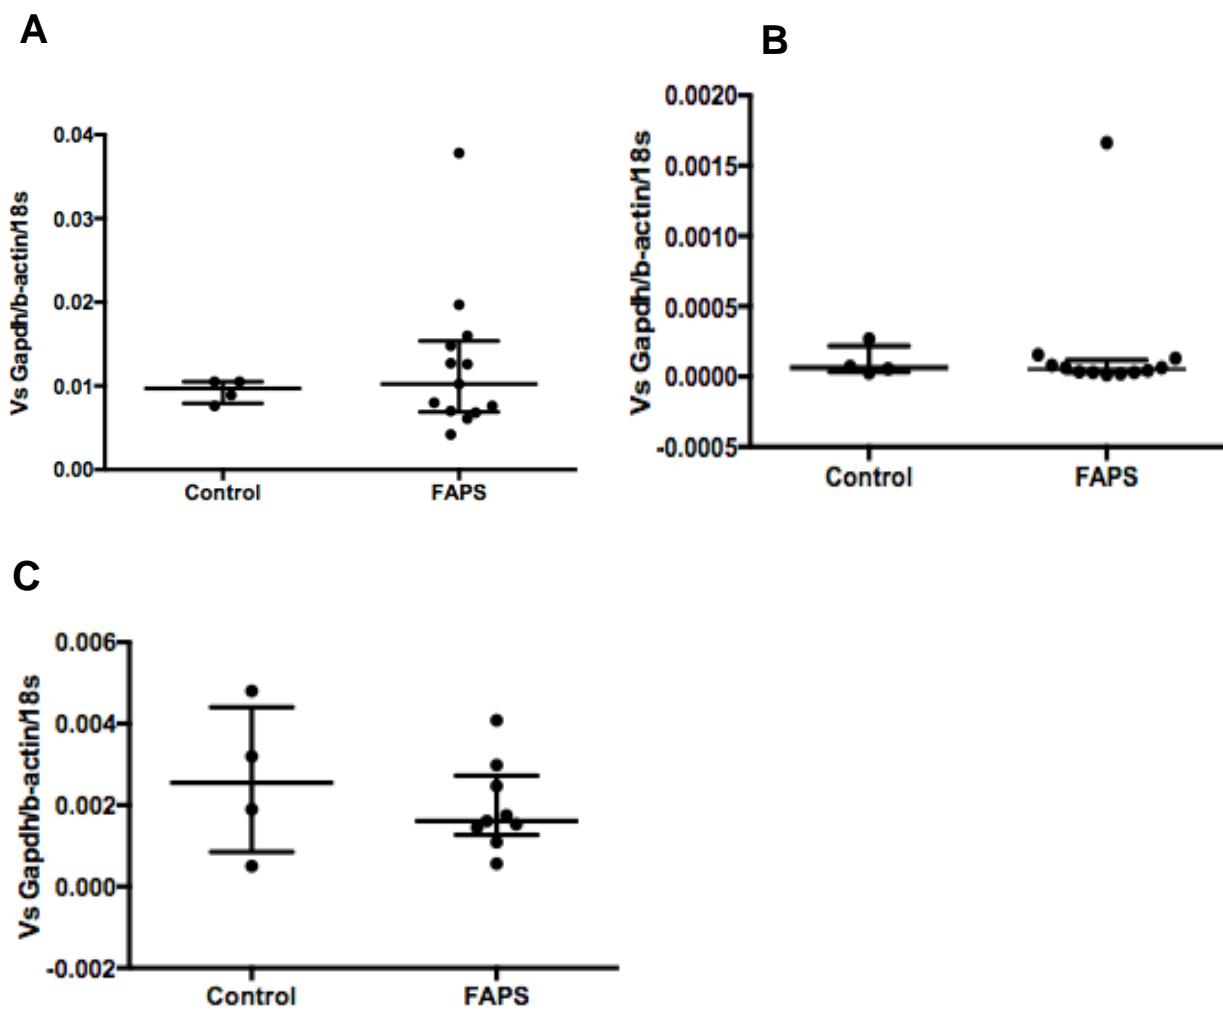 A
Vs Gapdh/b-actin/18s
0.04
0.03
0.02
0.01
0.00
Control FAPS
B
Vs Gapdh/b-actin/18s
0.0020
0.0015
0.0010
0.0005
0.0000
-0.0005
Control FAPS
C
Vs Gapdh/b-actin/18s
0.006
0.004
0.002
0.000
-0.002
Control FAPS